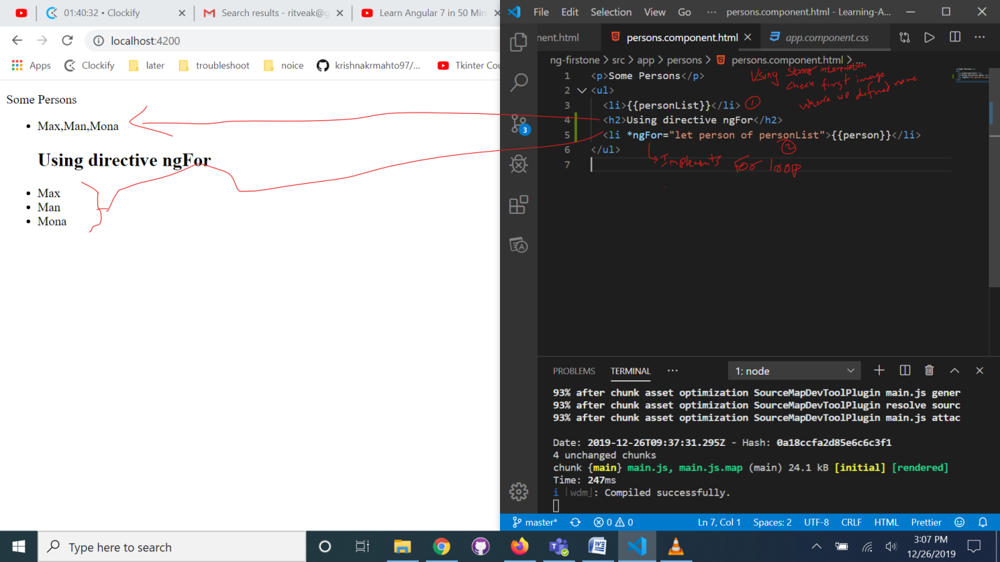 01:40:32 • Clockify
Search results - ritveak@g
Learn Angular 7 in 50 Min
localhost:4200
Apps
Clockify
later
troubleshoot
noice
krishnakrmahto97/...
Tkinter Cou
Some Persons
Max,Man,Mona
Using directive ngFor
Max
Man
Mona
File Edit Selection View Go ··· persons.component.html - Learning-A...
nent.html
persons.component.html
app.component.css
ng-firstone > src > app > persons > persons.component.html > ...
1 <p>Some Persons</p>
2 <ul>
3 <li>{{personList}}</li>
4 <h2>Using directive ngFor</h2>
5 <li *ngFor="let person of personList">{{person}}</li>
6 </ul>
7
Using String interpolation
check first image
where we defined name
1
2
Implements for loop
3
PROBLEMS TERMINAL ··· 1: node
93% after chunk asset optimization SourceMapDevToolPlugin main.js gener
93% after chunk asset optimization SourceMapDevToolPlugin resolve sourc
93% after chunk asset optimization SourceMapDevToolPlugin main.js attac
Date: 2019-12-26T09:37:31.295Z - Hash: 0a18ccfa2d85e6c6c3f1
4 unchanged chunks
chunk {main} main.js, main.js.map (main) 24.1 kB [initial] [rendered]
Time: 247ms
i ｢wdm｣: Compiled successfully.
master* 0 0 Ln 7, Col 1 Spaces: 2 UTF-8 CRLF HTML Prettier
Type here to search
3:07 PM
12/26/2019